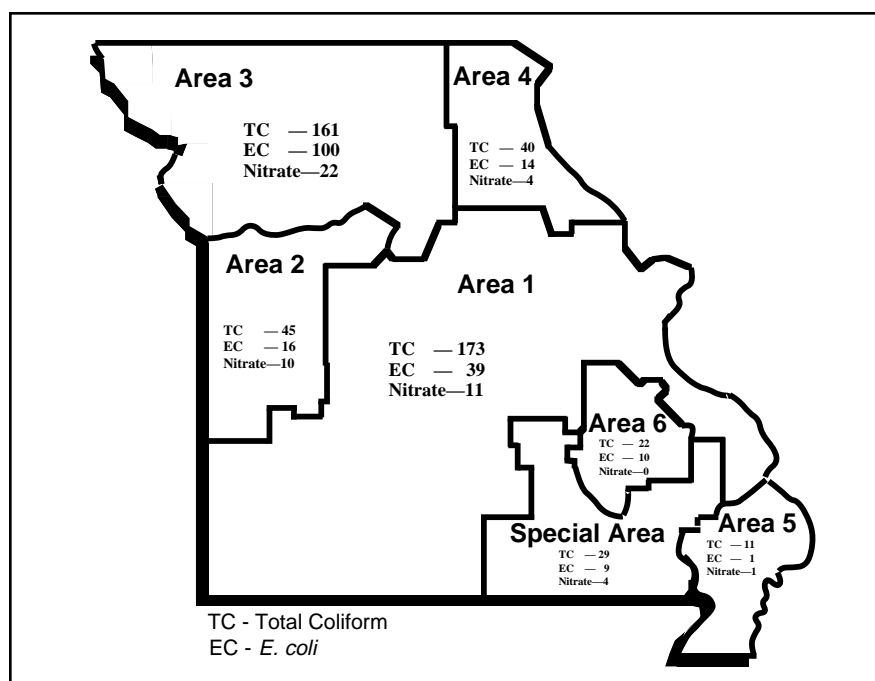 Area 3
TC — 161
EC — 100
Nitrate—22
Area 4
TC — 40
EC — 14
Nitrate—4
Area 2
TC — 45
EC — 16
Nitrate—10
Area 1
TC — 173
EC — 39
Nitrate—11
Area 6
TC — 22
EC — 10
Nitrate—0
Special Area
TC — 29
EC — 9
Nitrate—4
Area 5
TC — 11
EC — 1
Nitrate—1
TC - Total Coliform
EC - E. coli